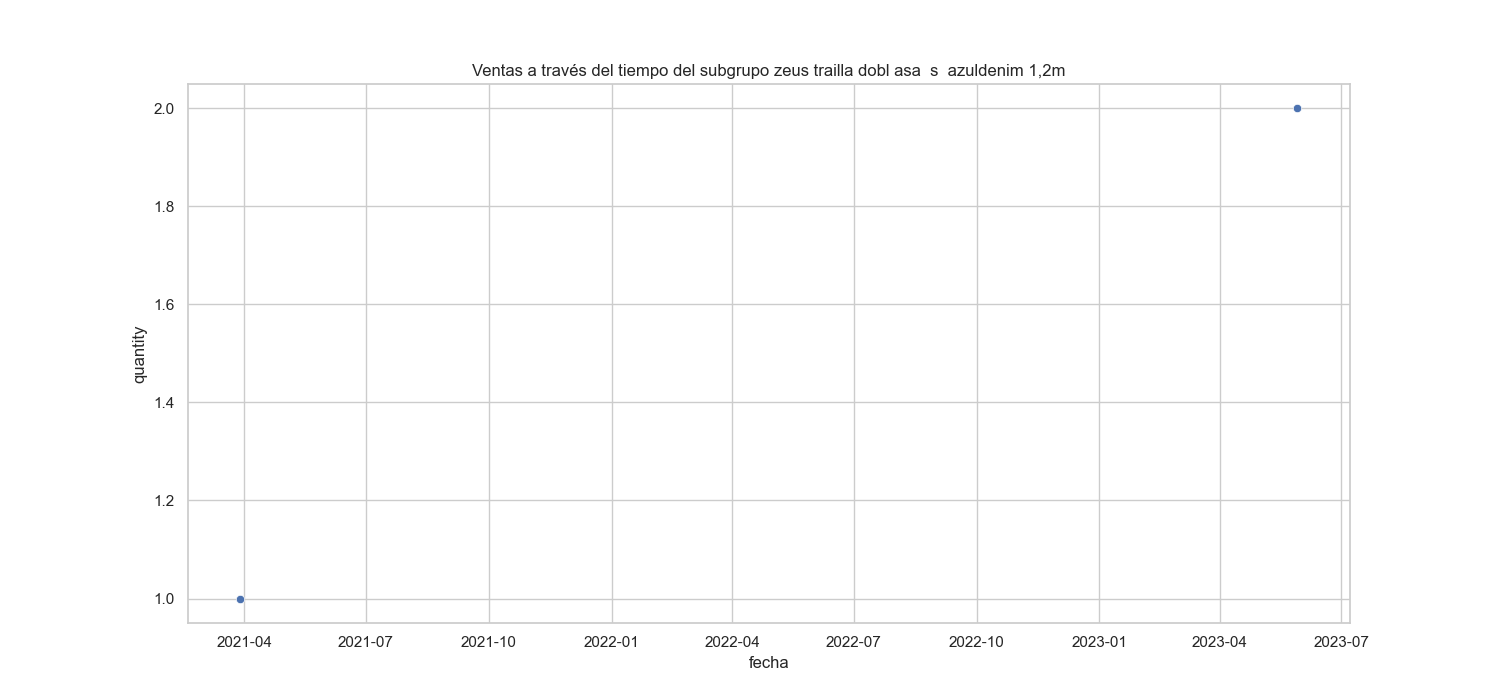 Ventas a través del tiempo del subgrupo zeus trailla dobl asa  s  azuldenim 1,2m
2.0
1.8
1.6
1.4
1.2
1.0
quantity
2021-04 2021-07 2021-10 2022-01 2022-04 2022-07 2022-10 2023-01 2023-04 2023-07
fecha